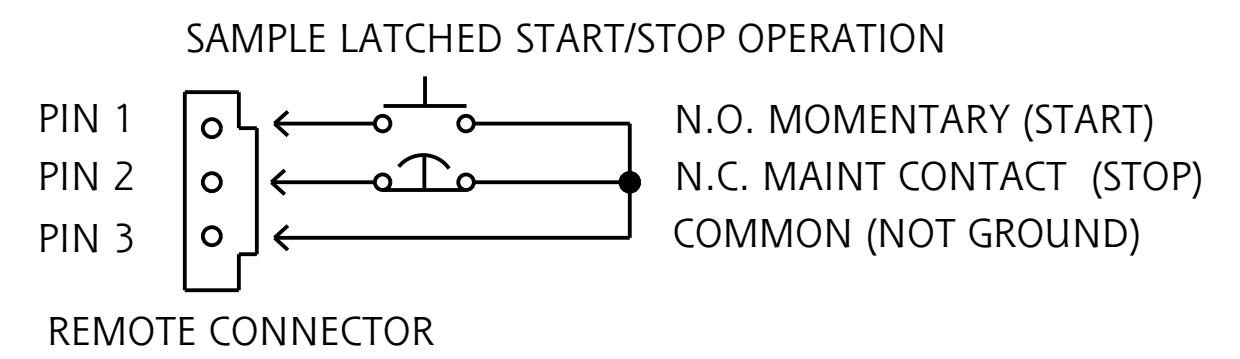 SAMPLE LATCHED START/STOP OPERATION
PIN 1 N.O. MOMENTARY (START)
PIN 2 N.C. MAINT CONTACT (STOP)
PIN 3 COMMON (NOT GROUND)
REMOTE CONNECTOR